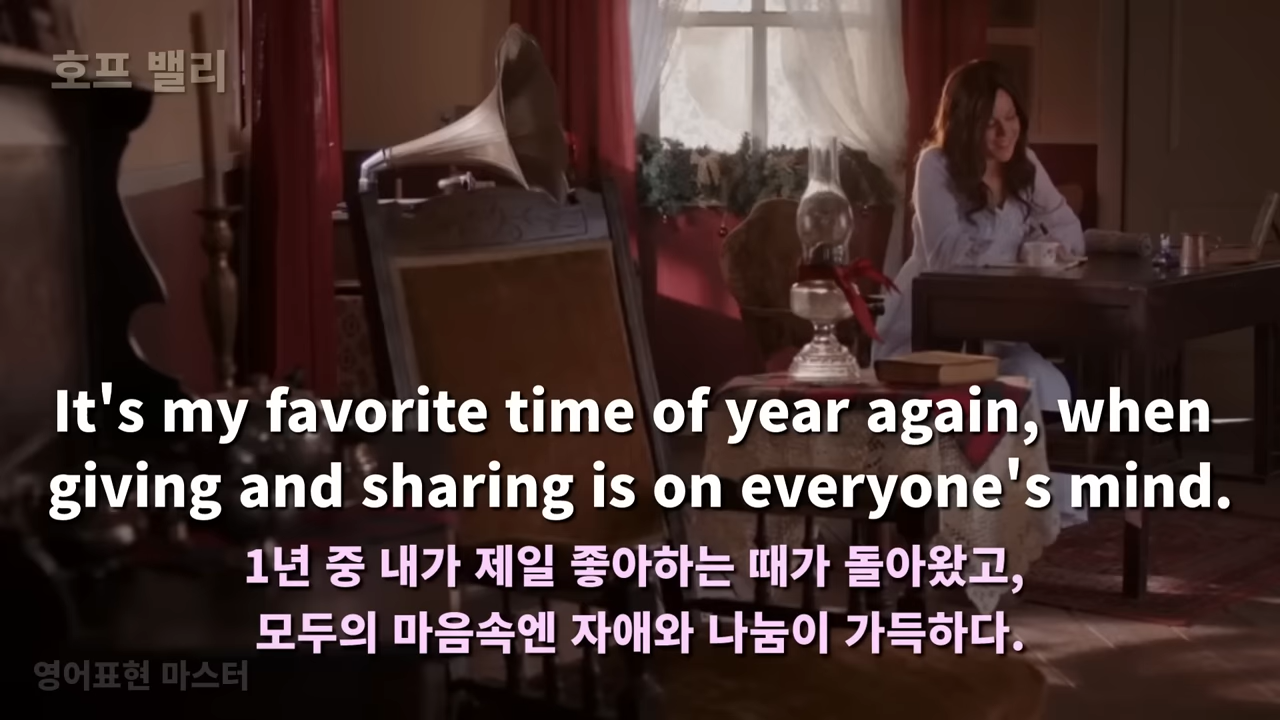 호프 밸리
It's my favorite time of year again, when
giving and sharing is on everyone's mind.
1년 중 내가 제일 좋아하는 때가 돌아왔고,
모두의 마음속엔 자애와 나눔이 가득하다.
영어표현 마스터